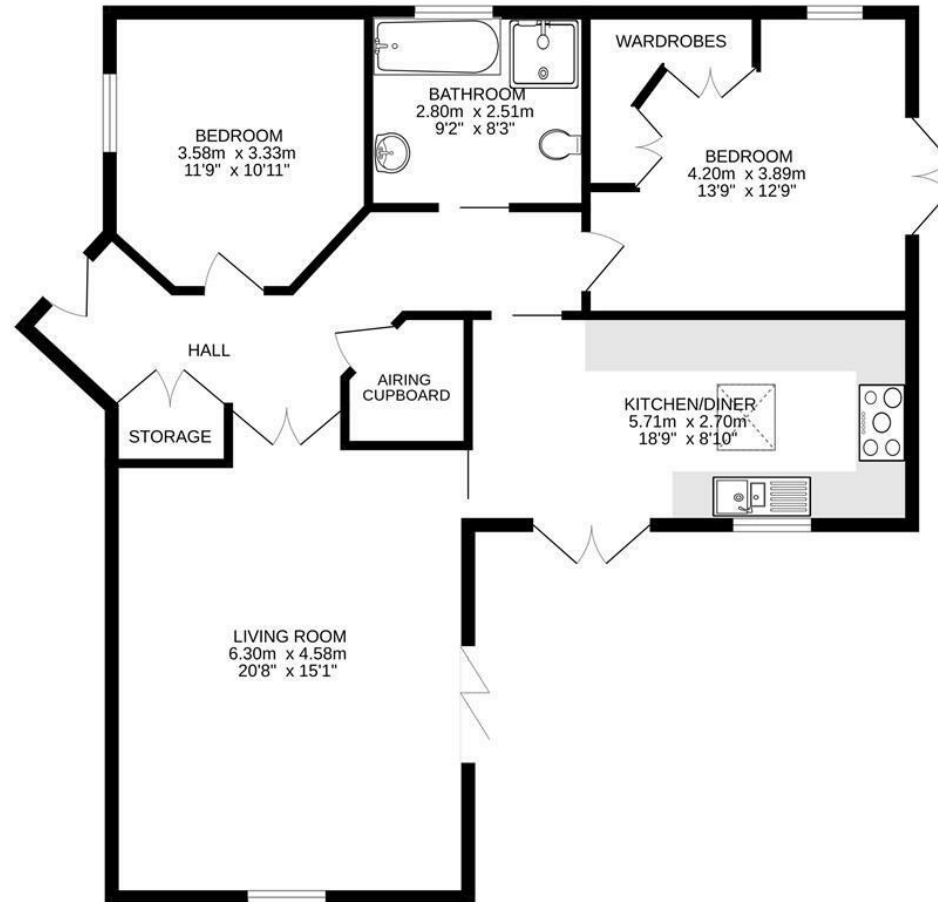 WARDROBES
BATHROOM
2.80m x 2.51m
9'2" x 8'3"
BEDROOM
3.58m x 3.33m
11'9" x 10'11"
BEDROOM
4.20m x 3.89m
13'9" x 12'9"
HALL
AIRING
CUPBOARD
KITCHEN/DINER
5.71m x 2.70m
18'9" x 8'10"
STORAGE
LIVING ROOM
6.30m x 4.58m
20'8" x 15'1"